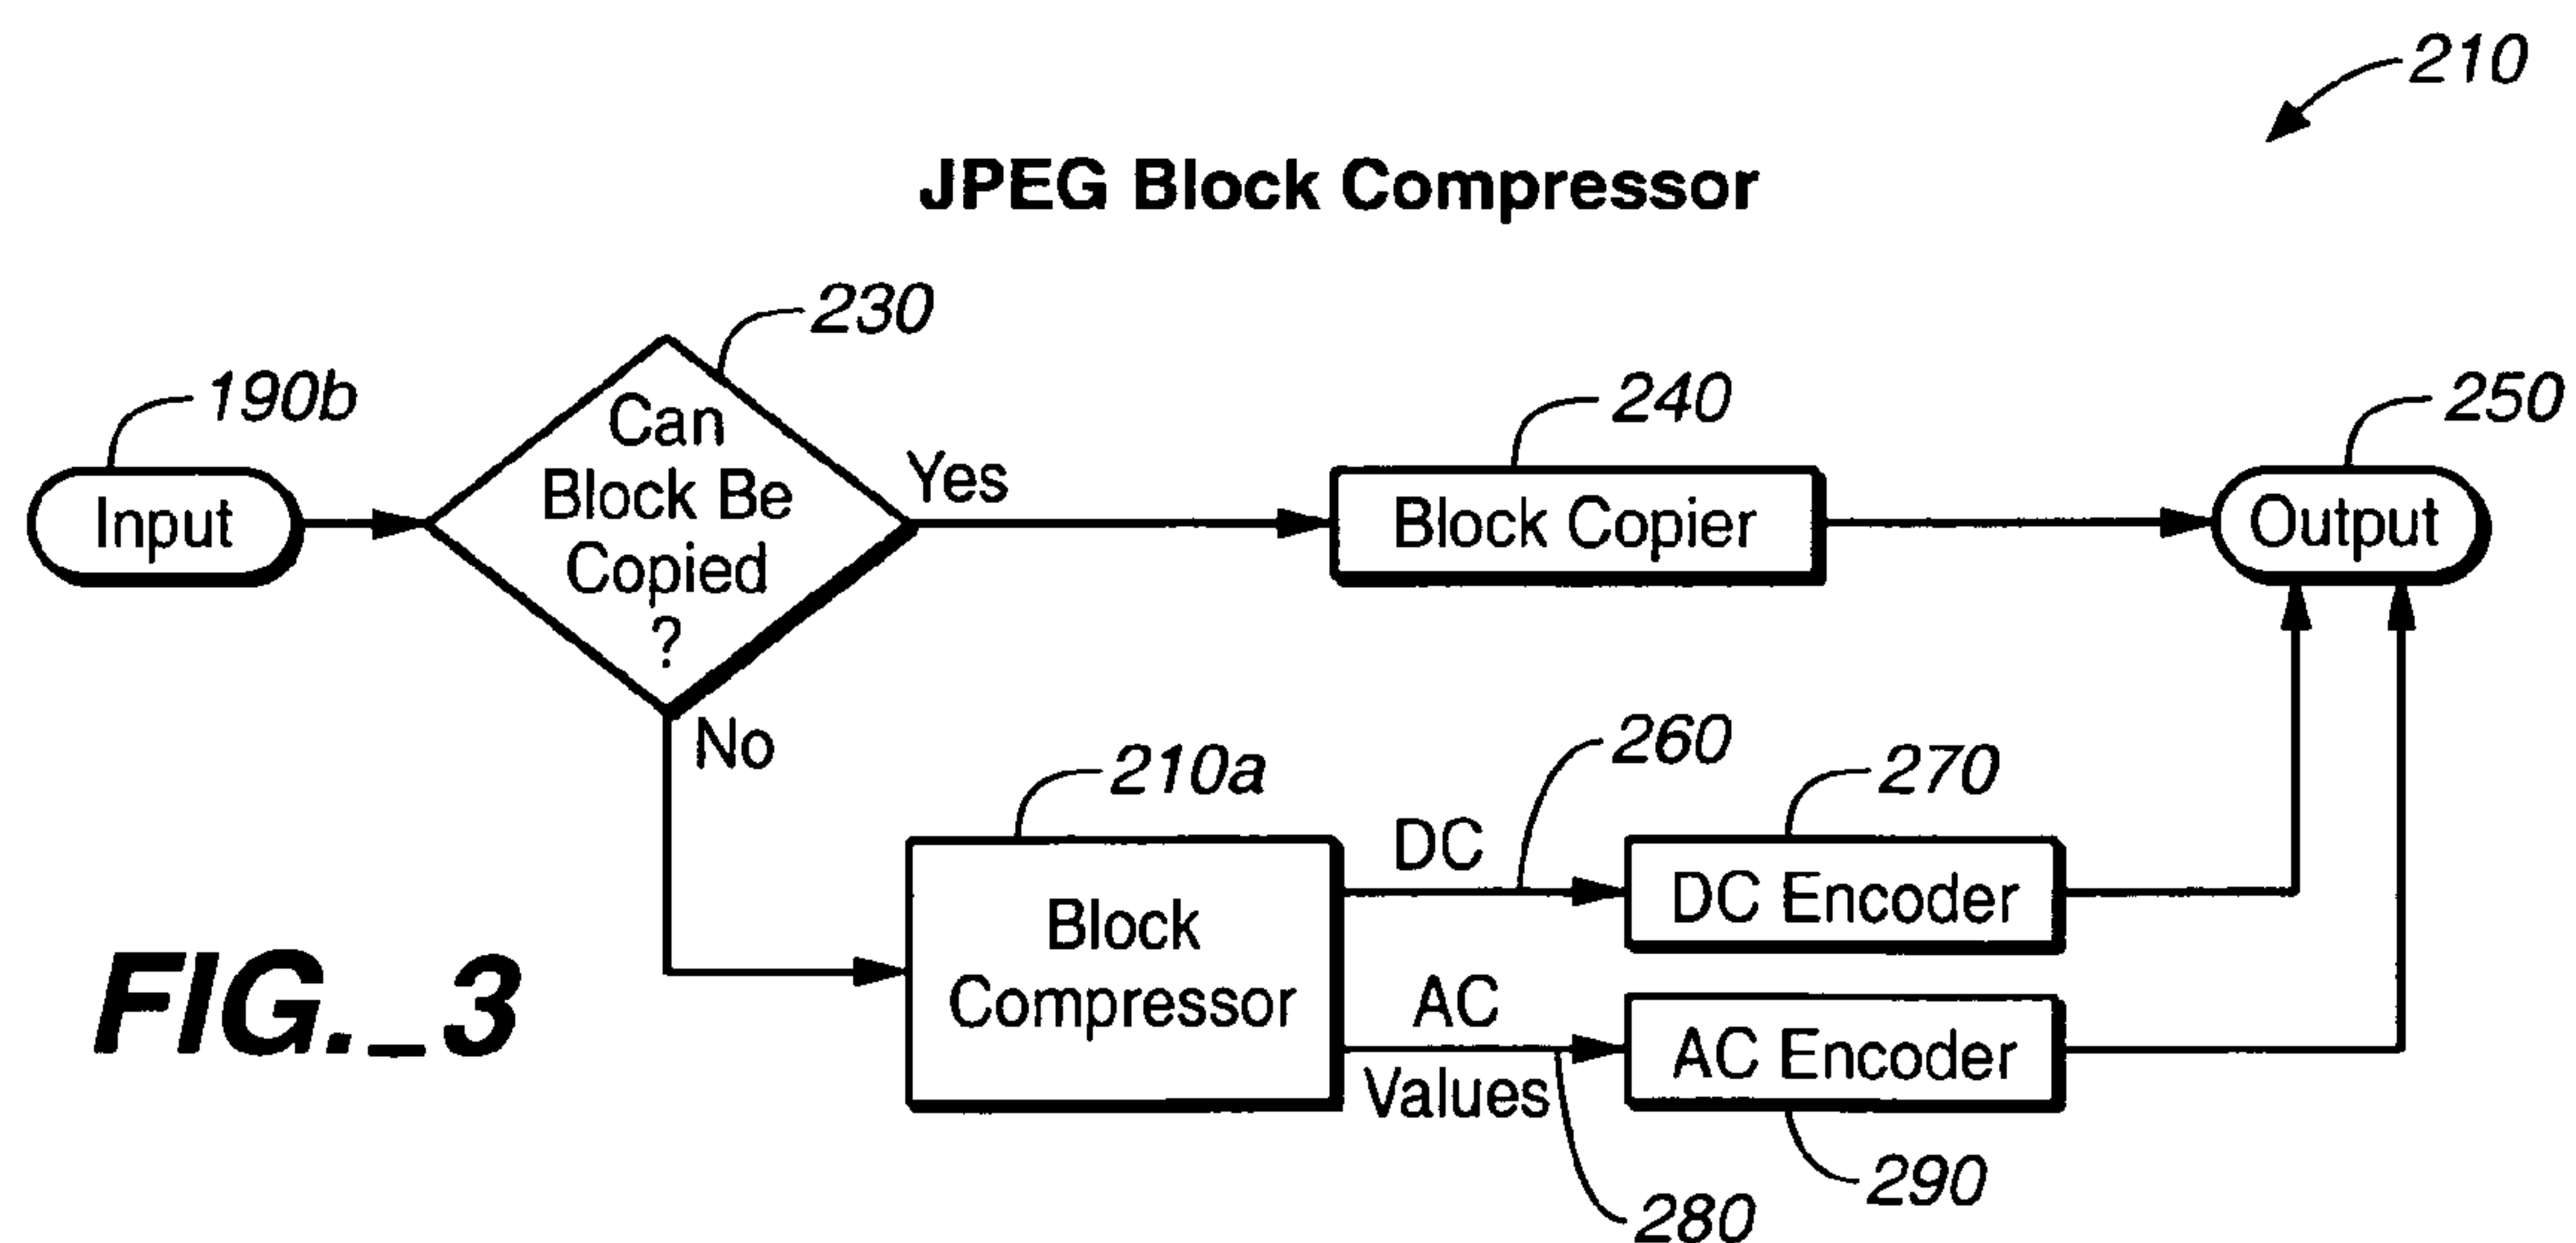 210
JPEG Block Compressor
230
190b
Can
Block Be
Copied
?
Input
Yes
240
Block Copier
250
Output
No
210a
Block
Compressor
DC
260
270
DC Encoder
AC
Values
280
AC Encoder
290
FIG._3